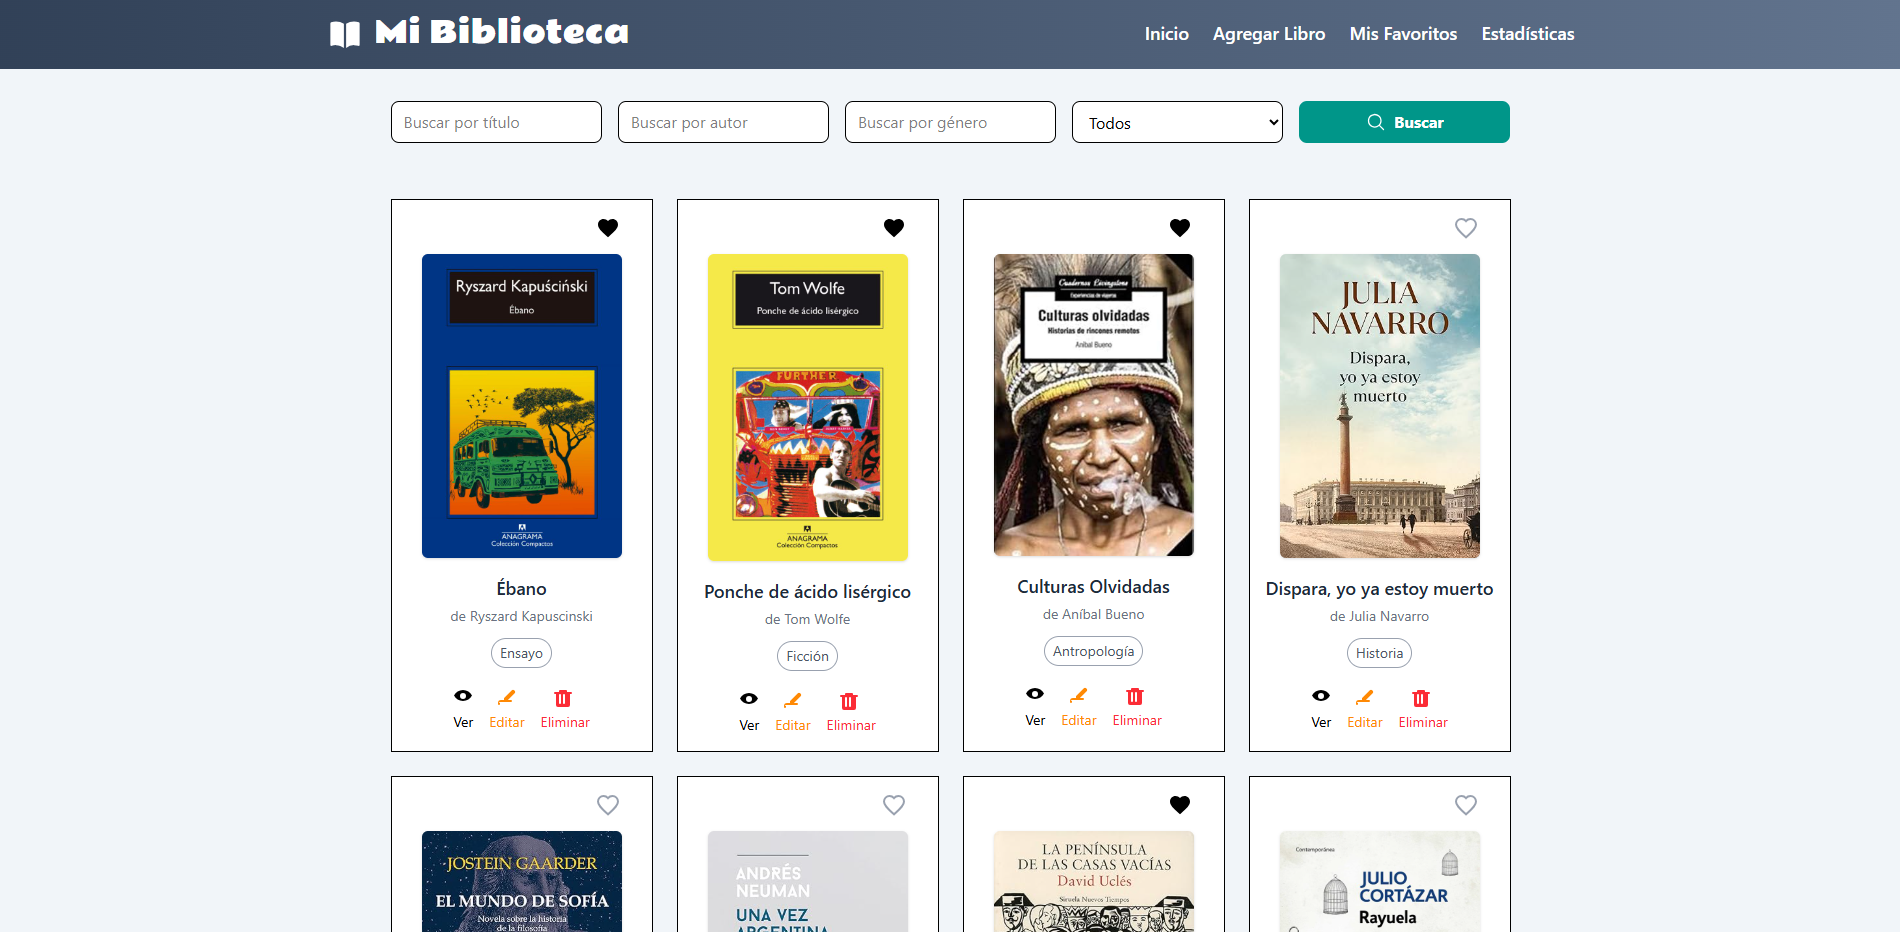 Mi Biblioteca
Inicio
Agregar Libro
Mis Favoritos
Estadísticas
Buscar por título
Buscar por autor
Buscar por género
Todos
Buscar
Ryszard Kapuściński
Ébano
ANAGRAMA
Colección Compactos
Ébano
de Ryszard Kapuscinski
Ensayo
Ver
Editar
Eliminar
Tom Wolfe
Ponche de ácido lisérgico
FURTHER
ANAGRAMA
Colección Compactos
Ponche de ácido lisérgico
de Tom Wolfe
Ficción
Ver
Editar
Eliminar
Cuadernos Livingstone
Experiencias de viajeros
Culturas olvidadas
Historias de rincones remotos
Aníbal Bueno
Culturas Olvidadas
de Aníbal Bueno
Antropología
Ver
Editar
Eliminar
JULIA
NAVARRO
Dispara,
yo ya estoy
muerto
Dispara, yo ya estoy muerto
de Julia Navarro
Historia
Ver
Editar
Eliminar
JOSTEIN GAARDER
EL MUNDO DE SOFÍA
Novela sobre la historia
de la filosofía
ANDRÉS
NEUMAN
UNA VEZ
ARGENTINA
LA PENÍNSULA
DE LAS CASAS VACÍAS
David Uclés
Siruela Nuevos Tiempos
Contemporánea
JULIO
CORTÁZAR
Rayuela